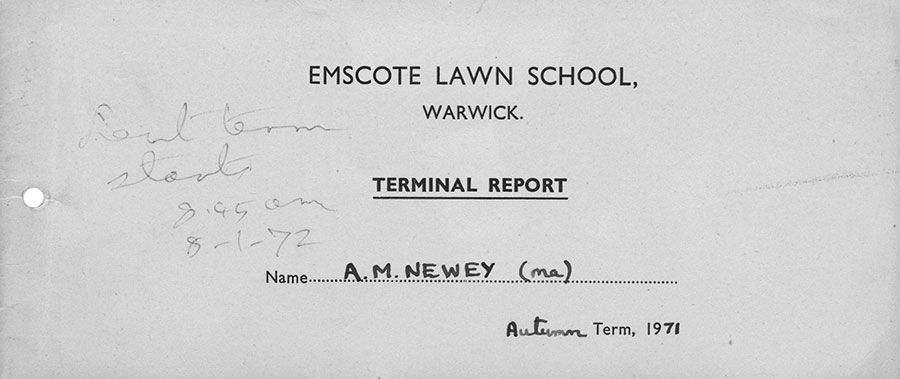 EMSCOTE LAWN SCHOOL,
WARWICK.
Lent term
starts
8.45 am
8-1-72
TERMINAL REPORT
Name A.M. NEWEY (ma)
Autumn Term, 1971